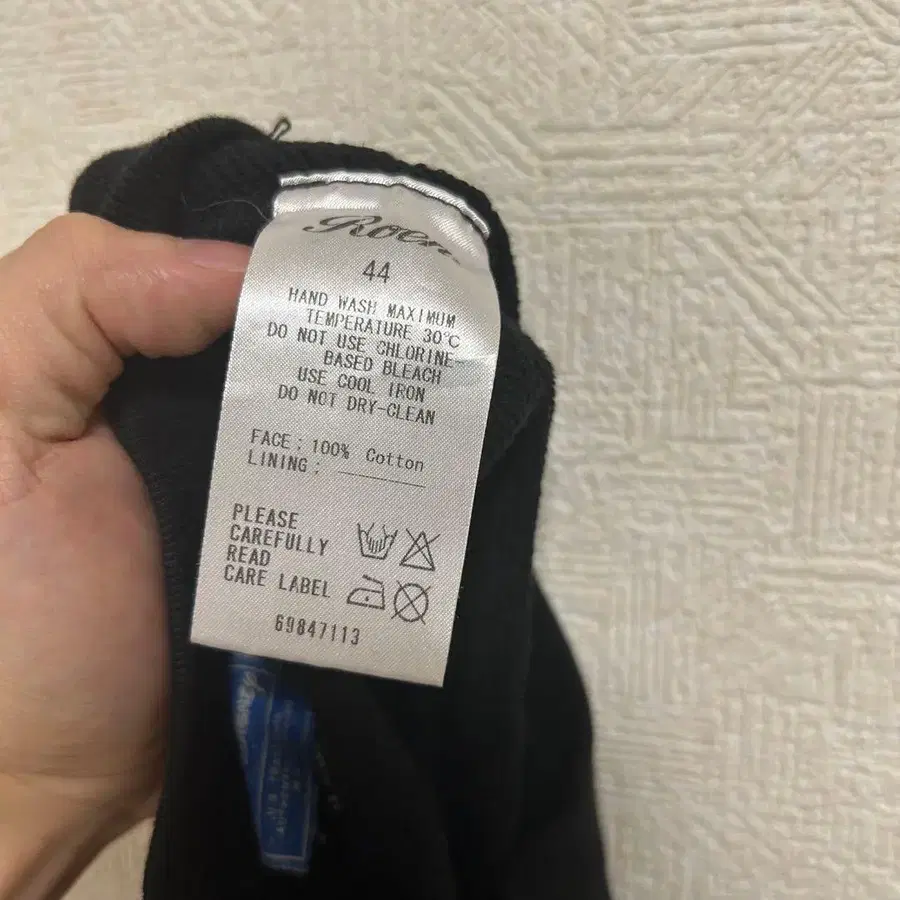 Roen
44
HAND WASH MAXIMUM
TEMPERATURE 30°C
DO NOT USE CHLORINE-
BASED BLEACH
USE COOL IRON
DO NOT DRY-CLEAN
FACE : 100% Cotton
LINING :
PLEASE
CAREFULLY
READ
CARE LABEL
69847113